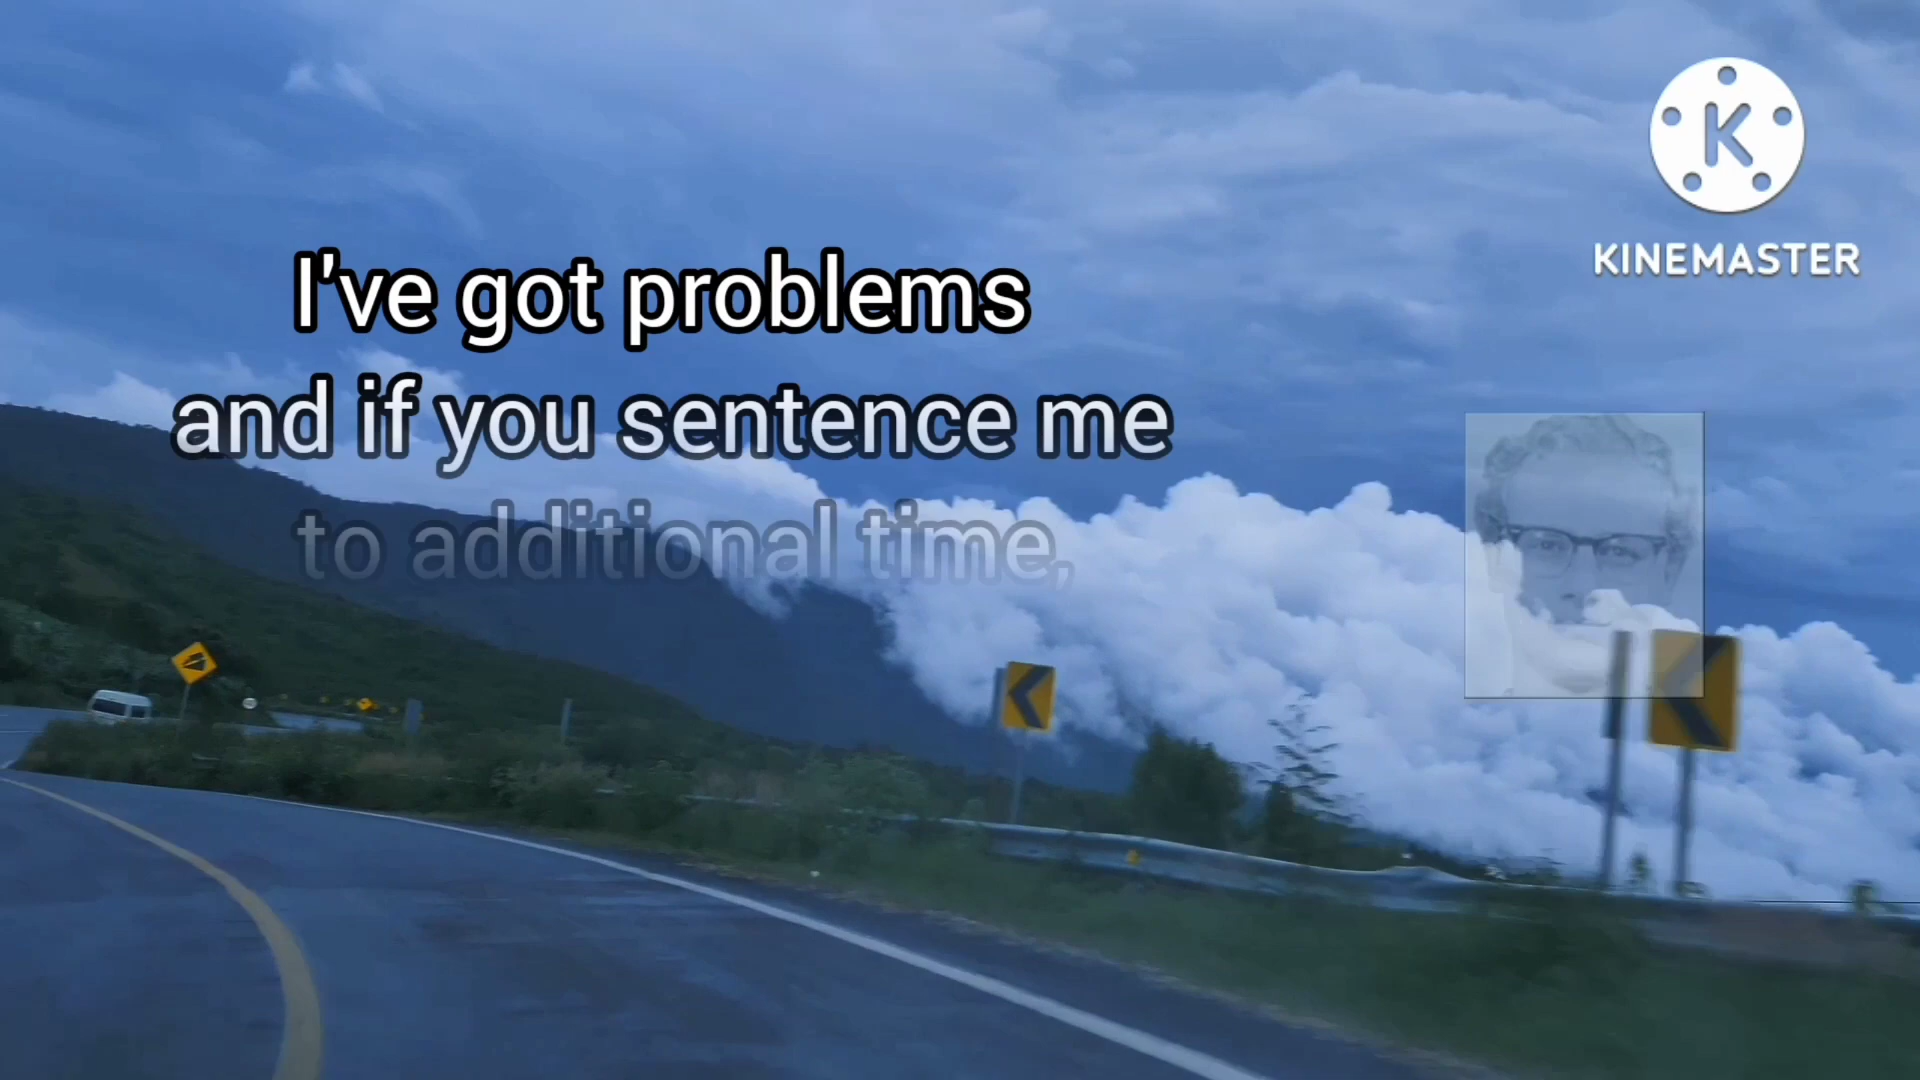 I've got problems
and if you sentence me
to additional time,
K
KINEMASTER